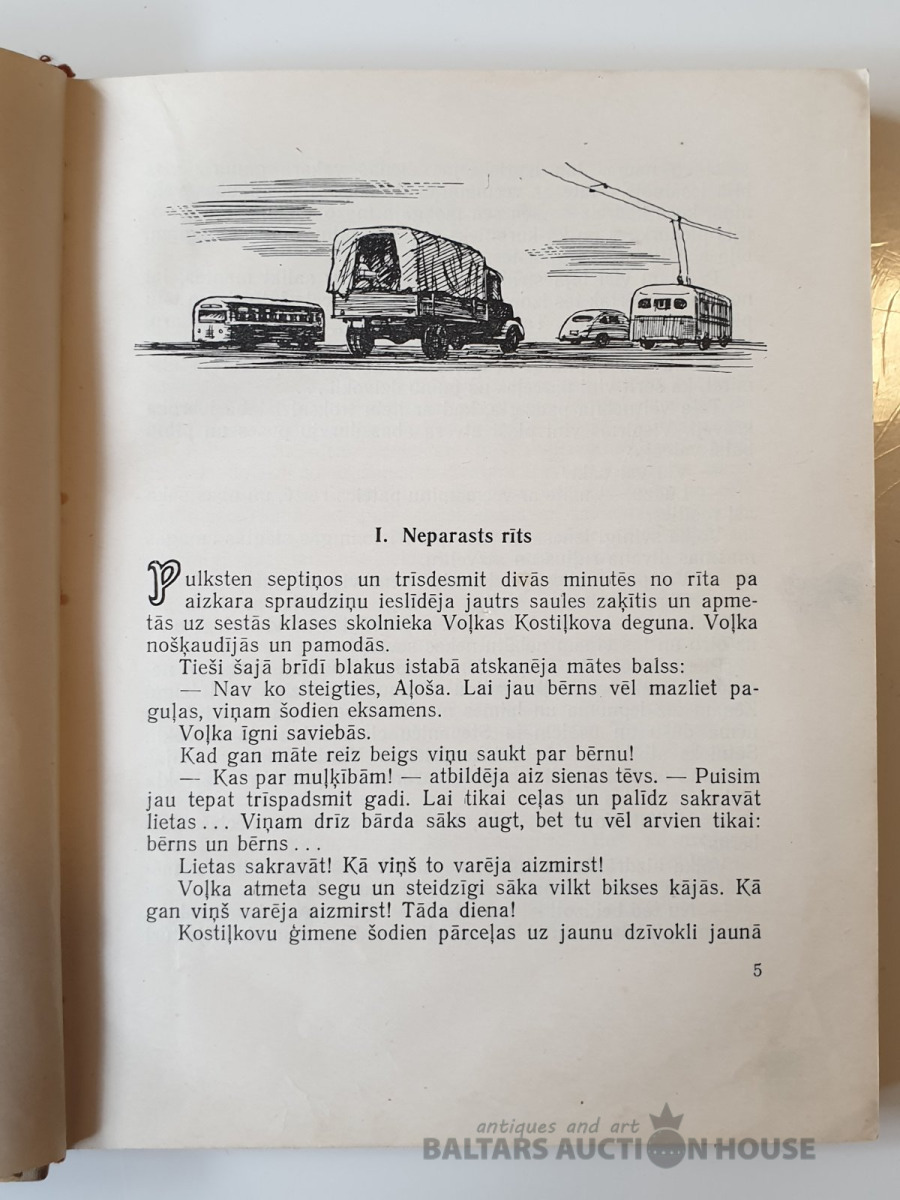 I. Neparasts rīts
Pulksten septiņos un trīsdesmit divās minutēs no rīta pa
aizkara spraudziņu ieslīdēja jautrs saules zaķītis un apme-
tās uz sestās klases skolnieka Voļkas Kostiļkova deguna. Voļka
nošķaudījās un pamodās.
Tieši šajā brīdī blakus istabā atskanēja mātes balss:
— Nav ko steigties, Aļoša. Lai jau bērns vēl mazliet pa-
guļas, viņam šodien eksamens.
Voļka īgni saviebās.
Kad gan māte reiz beigs viņu saukt par bērnu!
— Kas par muļķībām! — atbildēja aiz sienas tēvs. — Puisim
jau tepat trīspadsmit gadi. Lai tikai ceļas un palīdz sakravāt
lietas... Viņam drīz bārda sāks augt, bet tu vēl arvien tikai:
bērns un bērns...
Lietas sakravāt! Kā viņš to varēja aizmirst!
Voļka atmeta segu un steidzīgi sāka vilkt bikses kājās. Kā
gan viņš varēja aizmirst! Tāda diena!
Kostiļkovu ģimene šodien pārceļas uz jaunu dzīvokli jaunā
5
antiques and art
BALTARS AUCTION HOUSE